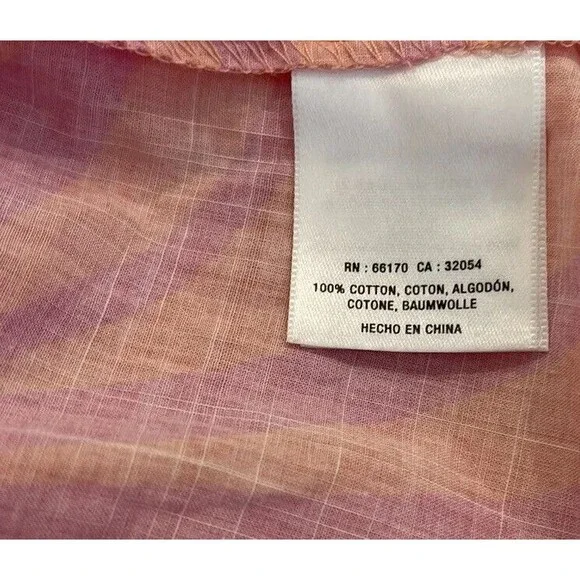 RN : 66170 CA : 32054
100% COTTON, COTON, ALGODÓN,
COTONE, BAUMWOLLE
HECHO EN CHINA